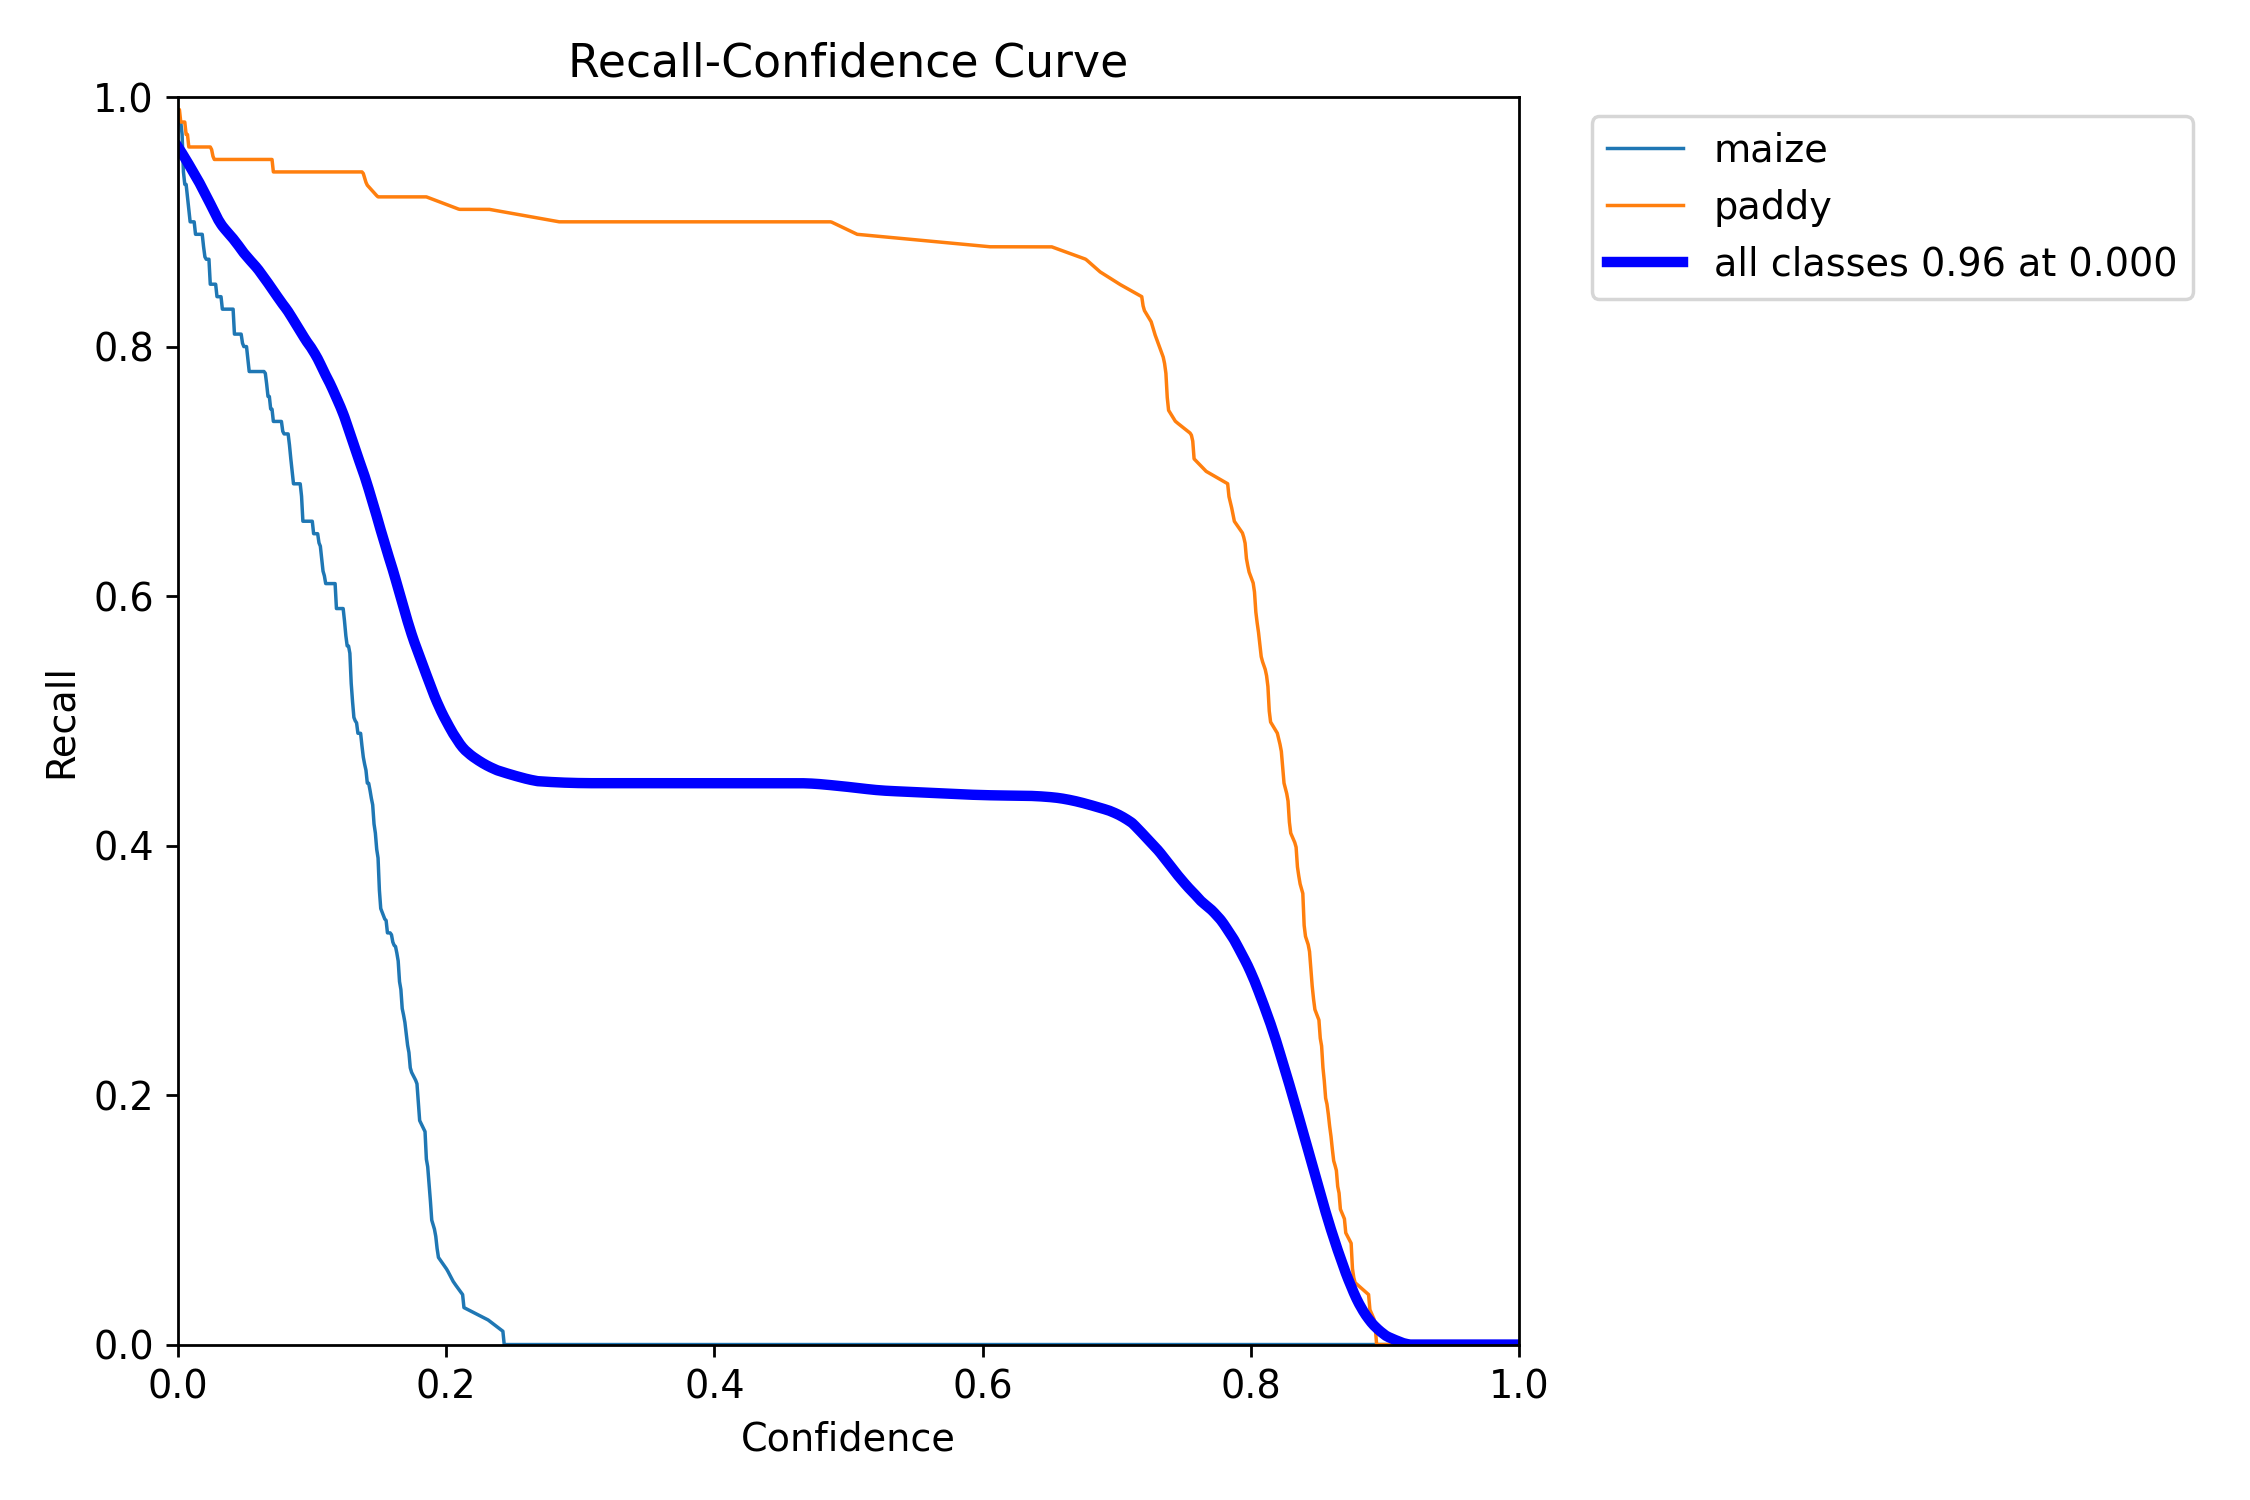 Recall-Confidence Curve
1.0
0.8
0.6
0.4
0.2
0.0
Recall
0.0 0.2 0.4 0.6 0.8 1.0
Confidence
maize
paddy
all classes 0.96 at 0.000